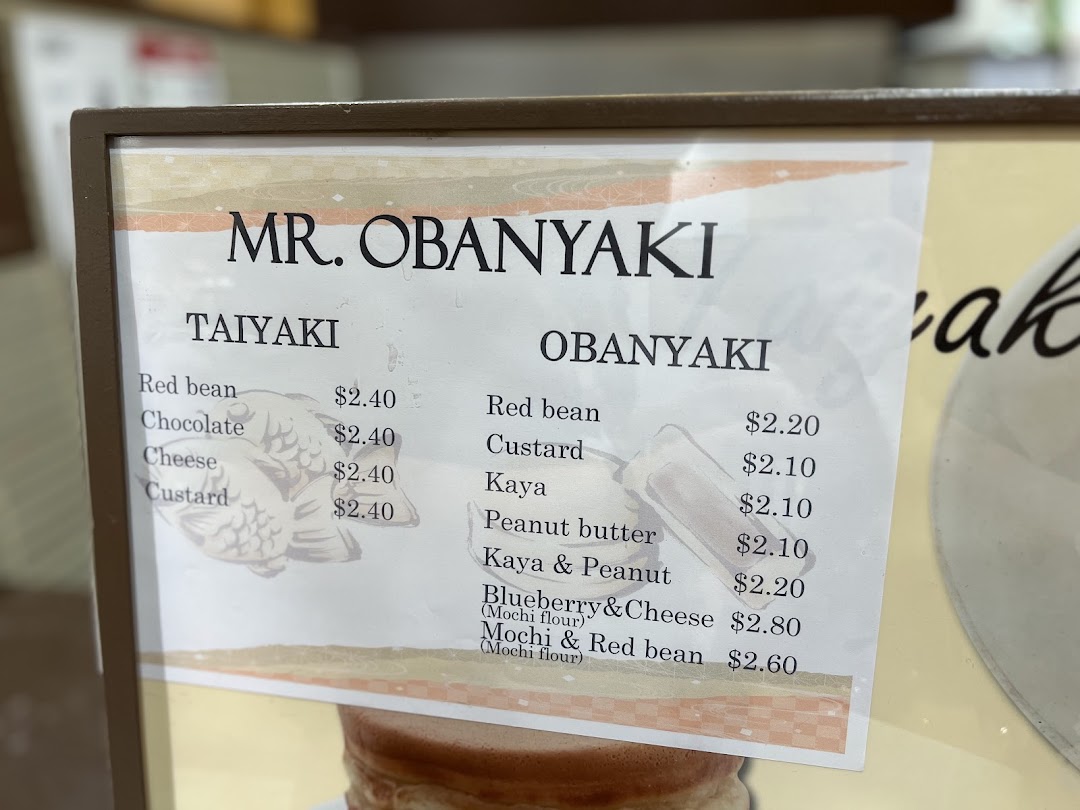 MR. OBANYAKI
TAIYAKI
Red bean $2.40
Chocolate $2.40
Cheese $2.40
Custard $2.40
OBANYAKI
Red bean $2.20
Custard $2.10
Kaya $2.10
Peanut butter $2.10
Kaya & Peanut $2.20
Blueberry&Cheese $2.80
(Mochi flour)
Mochi & Red bean $2.60
(Mochi flour)